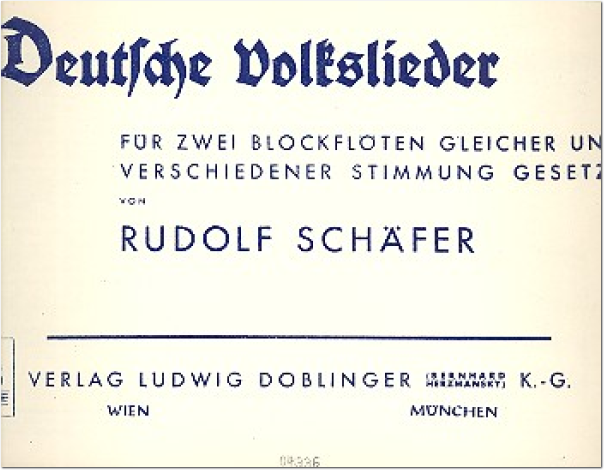 Deutsche Volkslieder
FÜR ZWEI BLOCKFLÖTEN GLEICHER UN
VERSCHIEDENER STIMMUNG GESETZ
VON
RUDOLF SCHÄFER
VERLAG LUDWIG DOBLINGER (BERNHARD HERZMANSKY) K.-G.
WIEN MÜNCHEN